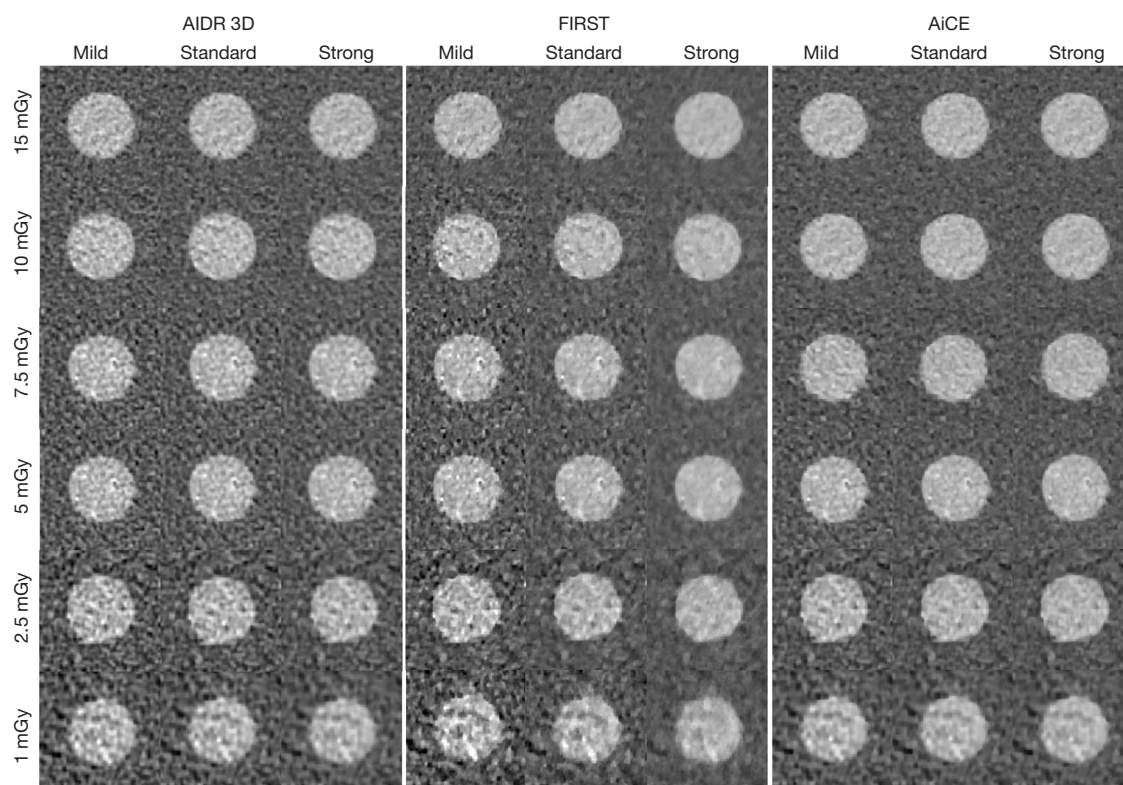 AIDR 3D FIRST AiCE
Mild Standard Strong Mild Standard Strong Mild Standard Strong
15 mGy
10 mGy
7.5 mGy
5 mGy
2.5 mGy
1 mGy